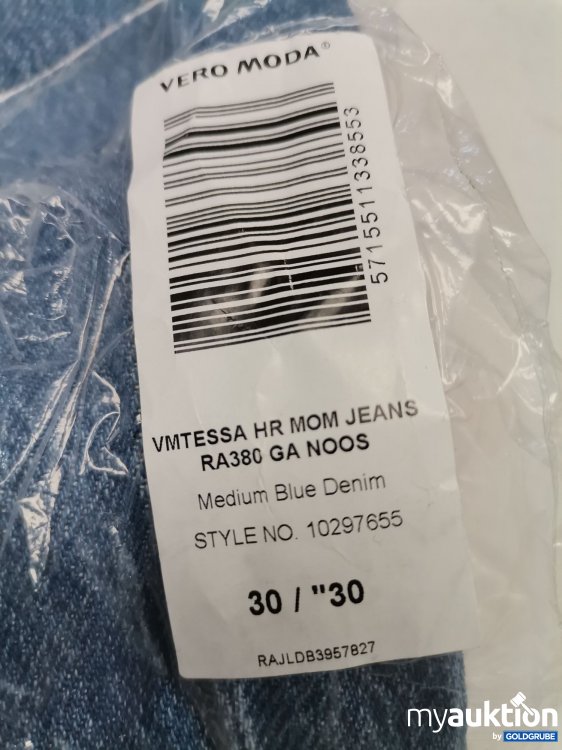 VERO MODA®
5715511338553
VMTESSA HR MOM JEANS
RA380 GA NOOS
Medium Blue Denim
STYLE NO. 10297655
30 / "30
RAJLDB3957827
myauktion
by GOLDGRUBE